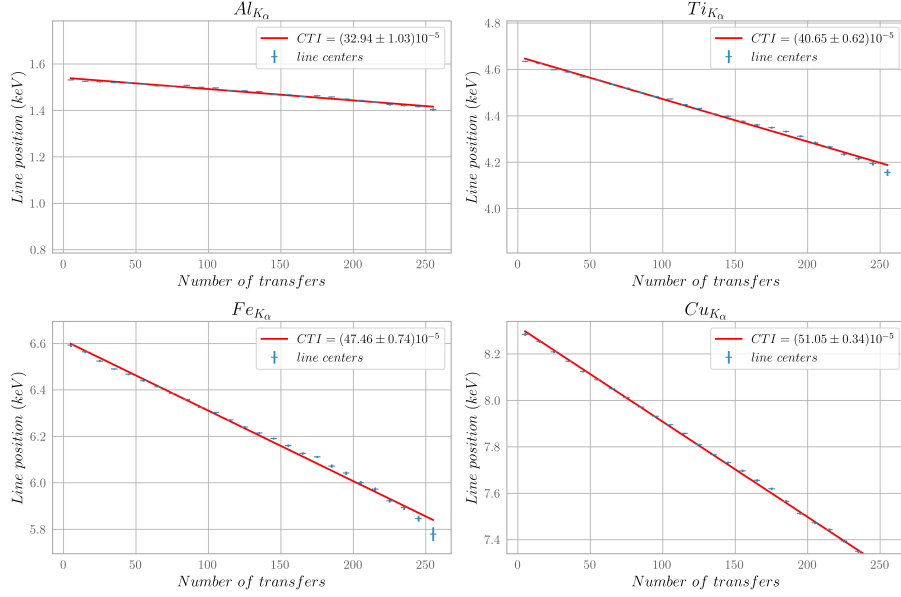 Al_{K_α}
CTI = (32.94 ± 1.03)10^{-5}
line centers
Line position (keV)
1.6
1.4
1.2
1.0
0.8
0 50 100 150 200 250
Number of transfers
Ti_{K_α}
CTI = (40.65 ± 0.62)10^{-5}
line centers
Line position (keV)
4.8
4.6
4.4
4.2
4.0
0 50 100 150 200 250
Number of transfers
Fe_{K_α}
CTI = (47.46 ± 0.74)10^{-5}
line centers
Line position (keV)
6.6
6.4
6.2
6.0
5.8
0 50 100 150 200 250
Number of transfers
Cu_{K_α}
CTI = (51.05 ± 0.34)10^{-5}
line centers
Line position (keV)
8.2
8.0
7.8
7.6
7.4
0 50 100 150 200 250
Number of transfers